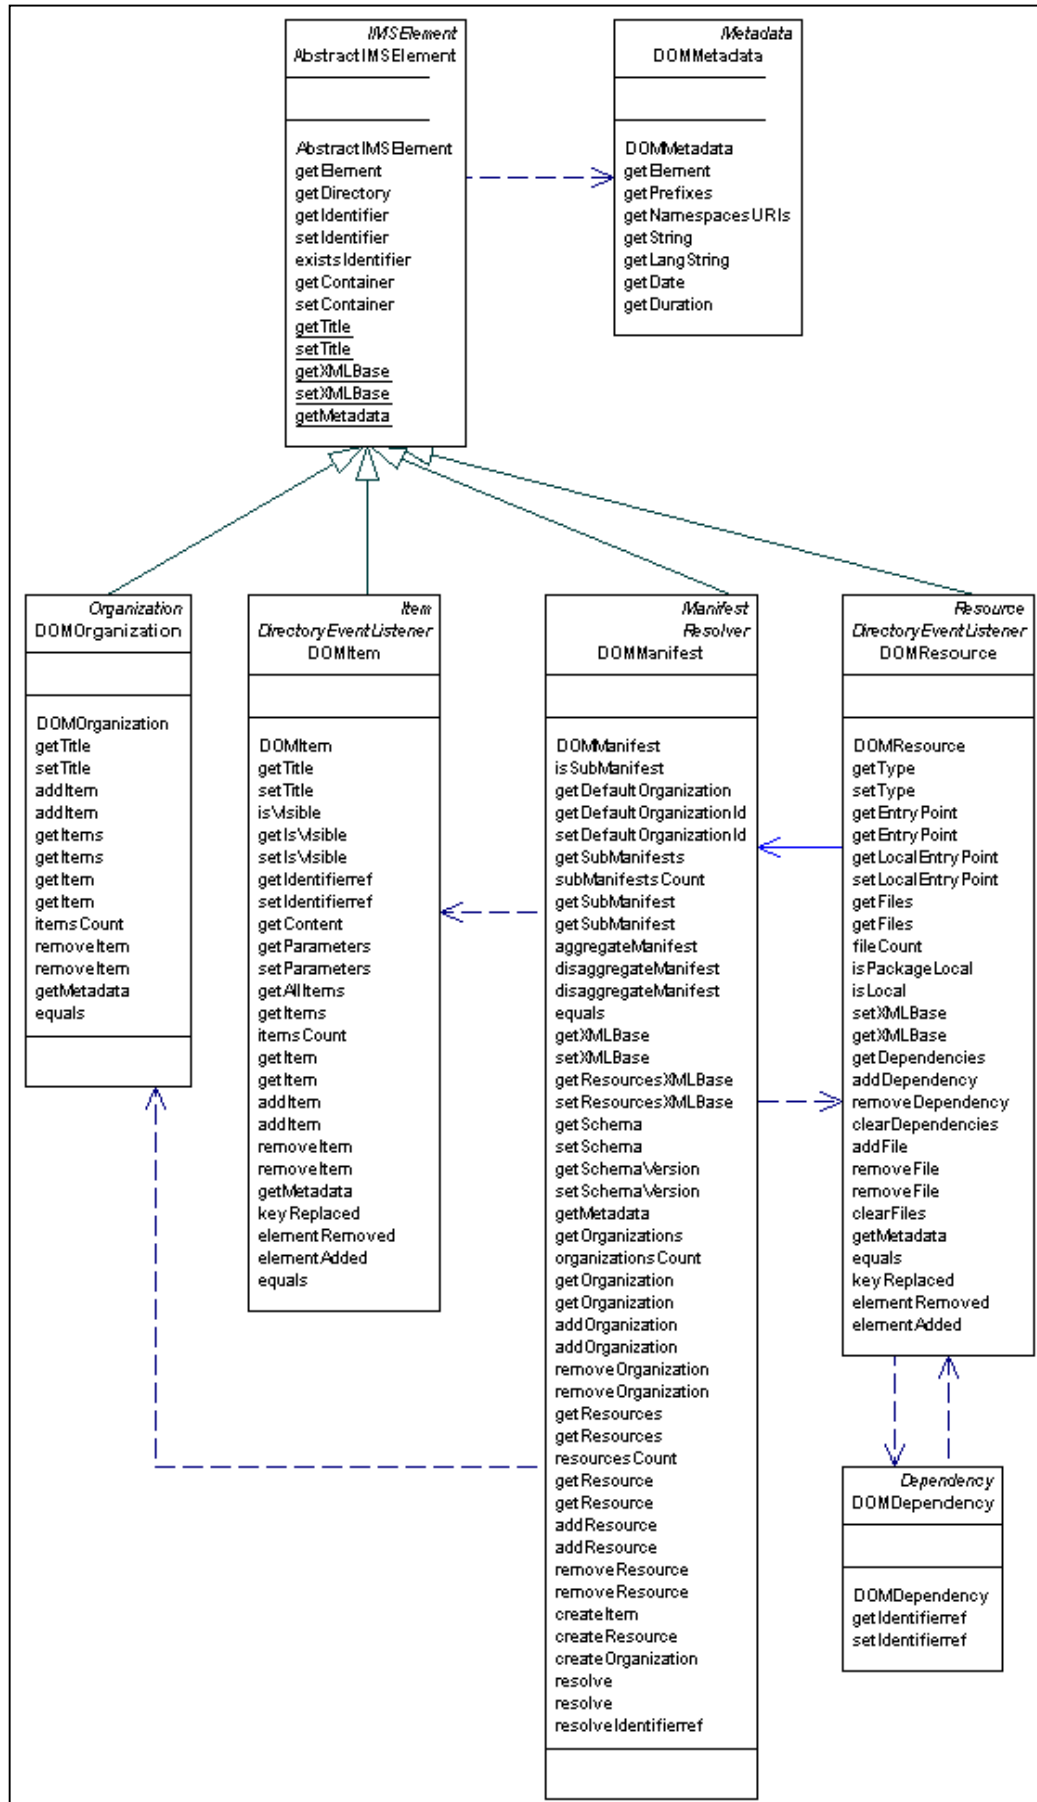 IMSElement
AbstractIMSElement
AbstractIMSElement
getElement
getDirectory
getIdentifier
setIdentifier
existsIdentifier
getContainer
setContainer
getTitle
setTitle
getXMLBase
setXMLBase
getMetadata
Metadata
DOMMetadata
DOMMetadata
getElement
getPrefixes
getNamespacesURIs
getString
getLangString
getDate
getDuration
Organization
DOMOrganization
DOMOrganization
getTitle
setTitle
addItem
addItem
getItems
getItems
getItem
getItem
itemsCount
removeItem
removeItem
getMetadata
equals
Item
DirectoryEventListener
DOMItem
DOMItem
getTitle
setTitle
isVisible
getIsVisible
setIsVisible
getIdentifierref
setIdentifierref
getContent
getParameters
setParameters
getAllItems
getItems
itemsCount
getItem
getItem
addItem
addItem
removeItem
removeItem
getMetadata
keyReplaced
elementRemoved
elementAdded
equals
Manifest
Resolver
DOMManifest
DOMManifest
isSubManifest
getDefaultOrganization
getDefaultOrganizationId
setDefaultOrganizationId
getSubManifests
subManifestsCount
getSubManifest
getSubManifest
aggregateManifest
disaggregateManifest
disaggregateManifest
equals
getXMLBase
setXMLBase
getResourcesXMLBase
setResourcesXMLBase
getSchema
setSchema
getSchemaVersion
setSchemaVersion
getMetadata
getOrganizations
organizationsCount
getOrganization
getOrganization
addOrganization
addOrganization
removeOrganization
removeOrganization
getResources
getResources
resourcesCount
getResource
getResource
addResource
addResource
removeResource
removeResource
createItem
createResource
createOrganization
resolve
resolve
resolveIdentifierref
Resource
DirectoryEventListener
DOMResource
DOMResource
getType
setType
getEntryPoint
getEntryPoint
getLocalEntryPoint
setLocalEntryPoint
getFiles
getFiles
fileCount
isPackageLocal
isLocal
setXMLBase
getXMLBase
getDependencies
addDependency
removeDependency
clearDependencies
addFile
removeFile
removeFile
clearFiles
getMetadata
equals
keyReplaced
elementRemoved
elementAdded
Dependency
DOMDependency
DOMDependency
getIdentifierref
setIdentifierref